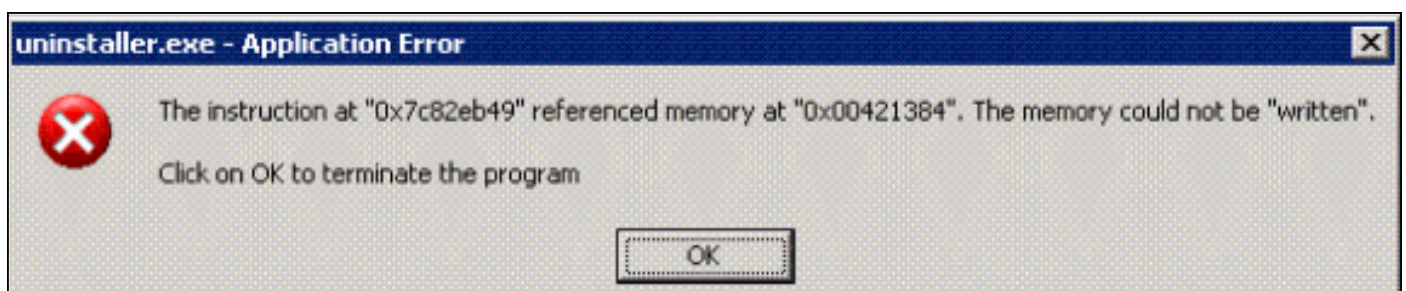 uninstaller.exe - Application Error
The instruction at "0x7c82eb49" referenced memory at "0x00421384". The memory could not be "written".
Click on OK to terminate the program
OK